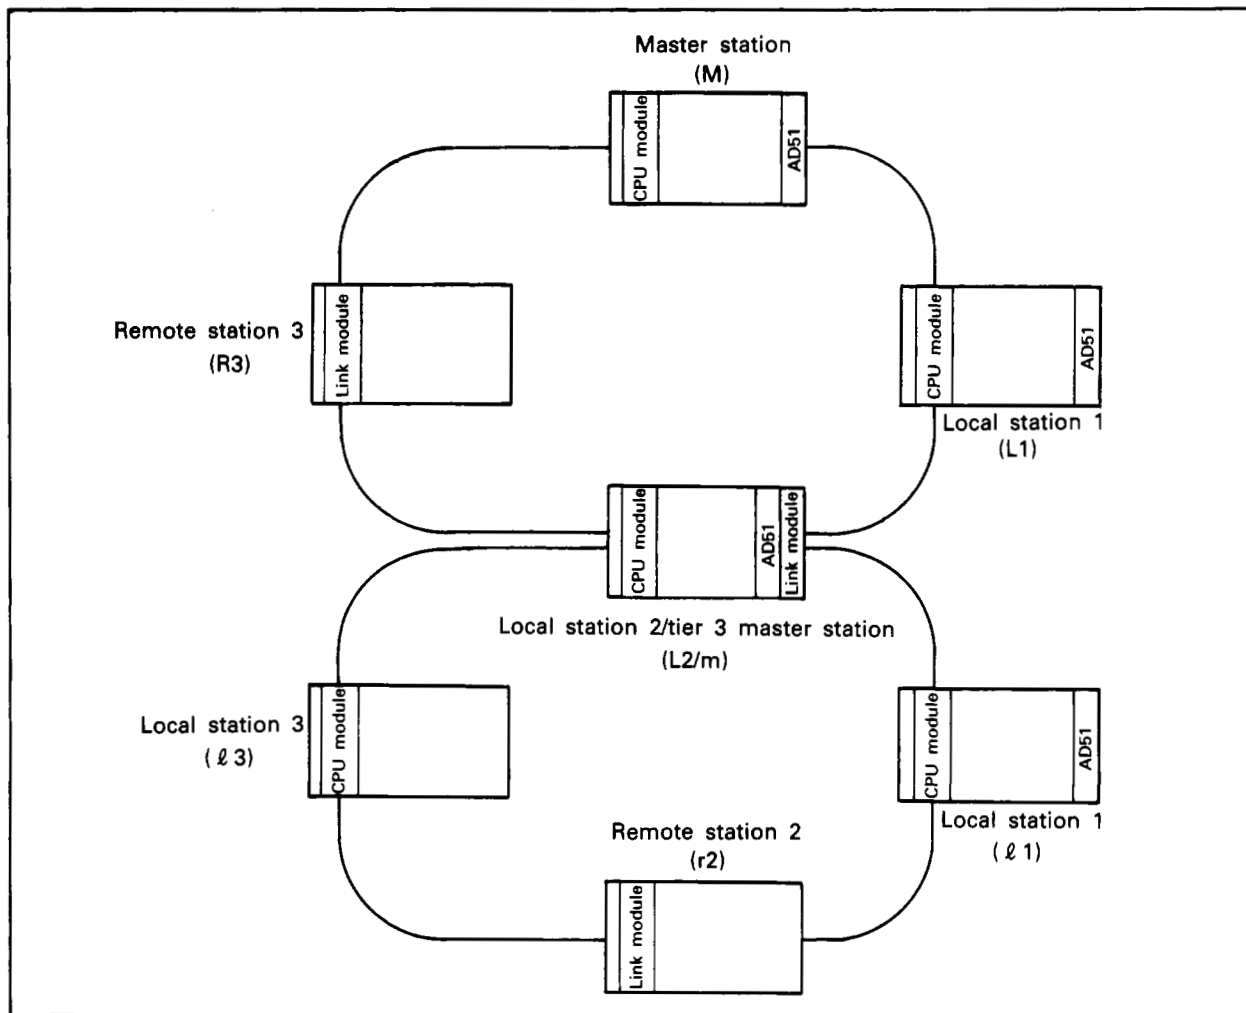 Master station
(M)
CPU module
AD51
Remote station 3
(R3)
Link module
CPU module
AD51
Local station 1
(L1)
CPU module
AD51
Link module
Local station 2/tier 3 master station
(L2/m)
Local station 3
(ℓ3)
CPU module
CPU module
AD51
Local station 1
(ℓ1)
Remote station 2
(r2)
Link module